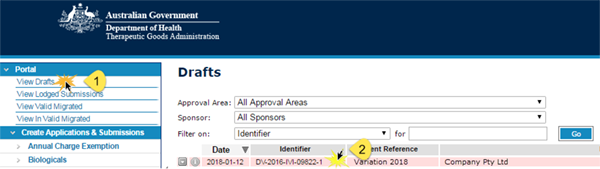 Australian Government
Department of Health
Therapeutic Goods Administration
Portal
View Drafts
1
View Lodged Submissions
View Valid Migrated
View In Valid Migrated
Create Applications & Submissions
Annual Charge Exemption
Biologicals
Drafts
Approval Area: All Approval Areas
Sponsor: All Sponsors
Filter on: Identifier for Go
2
Date Identifier Reference
2018-01-12 DV-2016-IVI-09822-1 Variation 2018 Company Pty Ltd